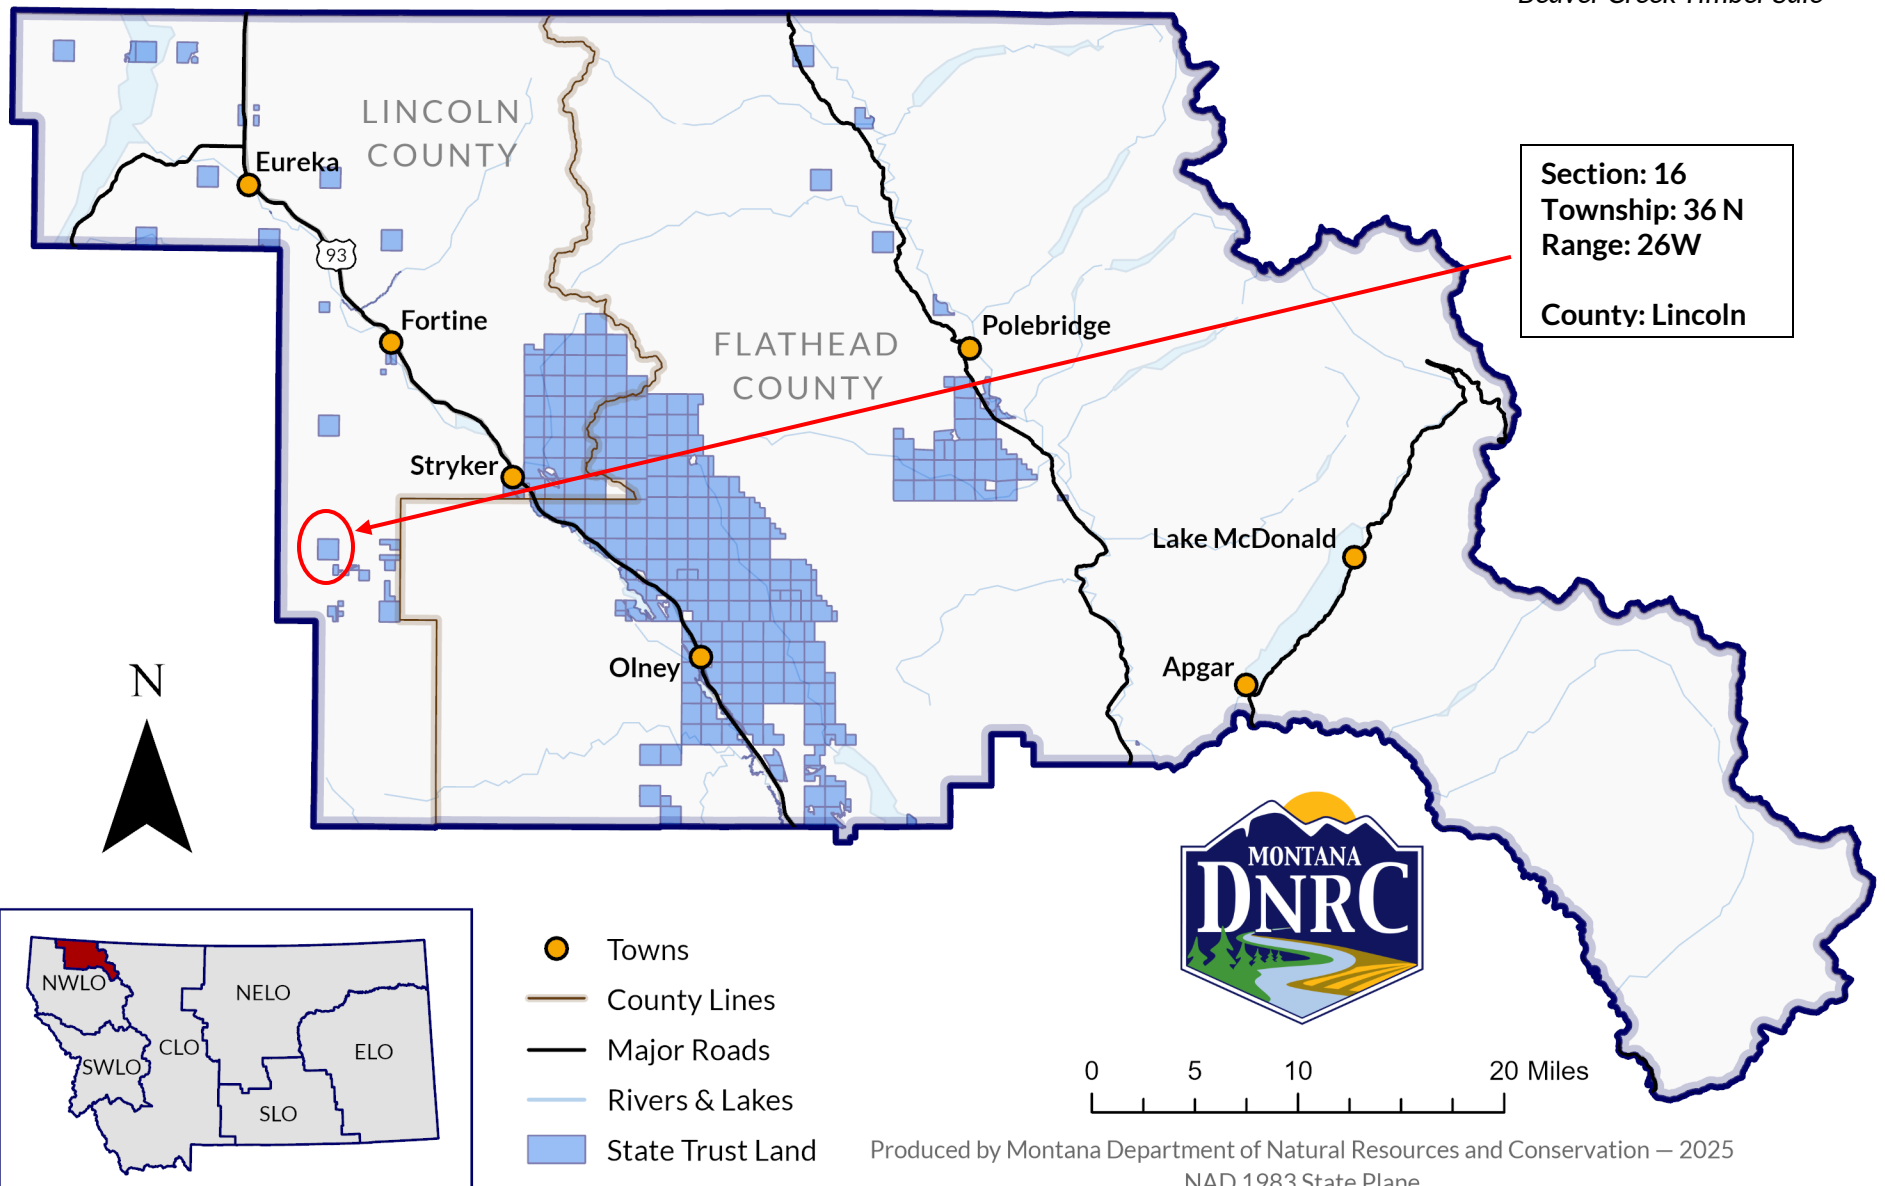 Beaver Creek Timber Sale
LINCOLN
COUNTY
Eureka
93
Section: 16
Township: 36 N
Range: 26W
County: Lincoln
Fortine
Polebridge
FLATHEAD
COUNTY
Stryker
Lake McDonald
Olney
Apgar
N
MONTANA
DNRC
NWLO
NELO
CLO
SWLO
ELO
SLO
Towns
County Lines
Major Roads
Rivers & Lakes
State Trust Land
0 5 10 20 Miles
Produced by Montana Department of Natural Resources and Conservation — 2025
NAD 1983 State Plane